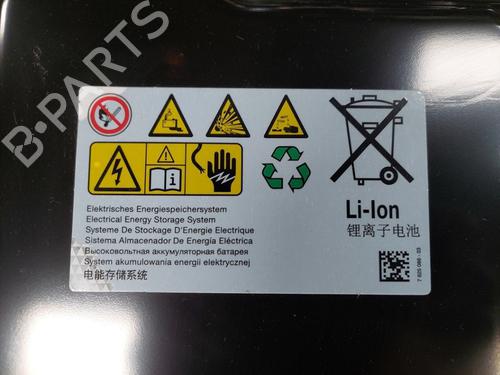 B-PARTS
Elektrisches Energiespeichersystem
Electrical Energy Storage System
Systeme De Stockage D'Energie Electrique
Sistema Almacenador De Energía Eléctrica
Высоковольтная аккумуляторная батарея
System akumulowania energii elektrycznej
电能存储系统
Li-Ion
锂离子电池